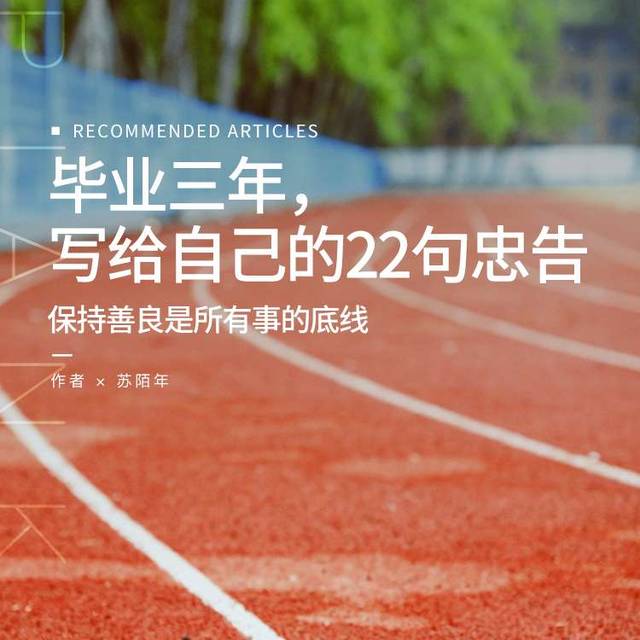 RECOMMENDED ARTICLES
毕业三年，
写给自己的22句忠告
保持善良是所有事的底线
作者 × 苏陌年